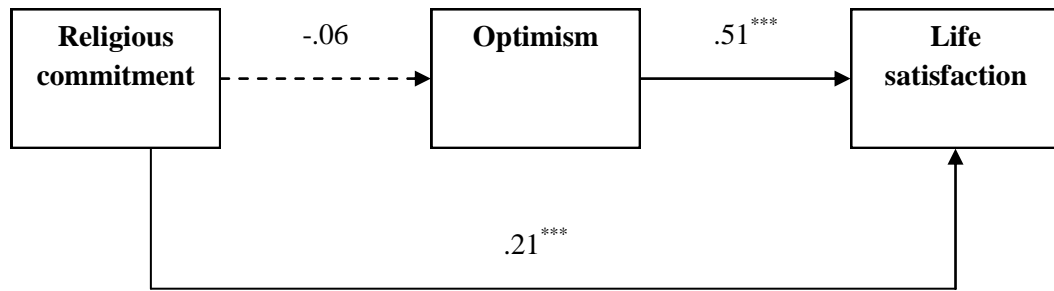 Religious
commitment
-.06
Optimism
.51***
Life
satisfaction
.21***